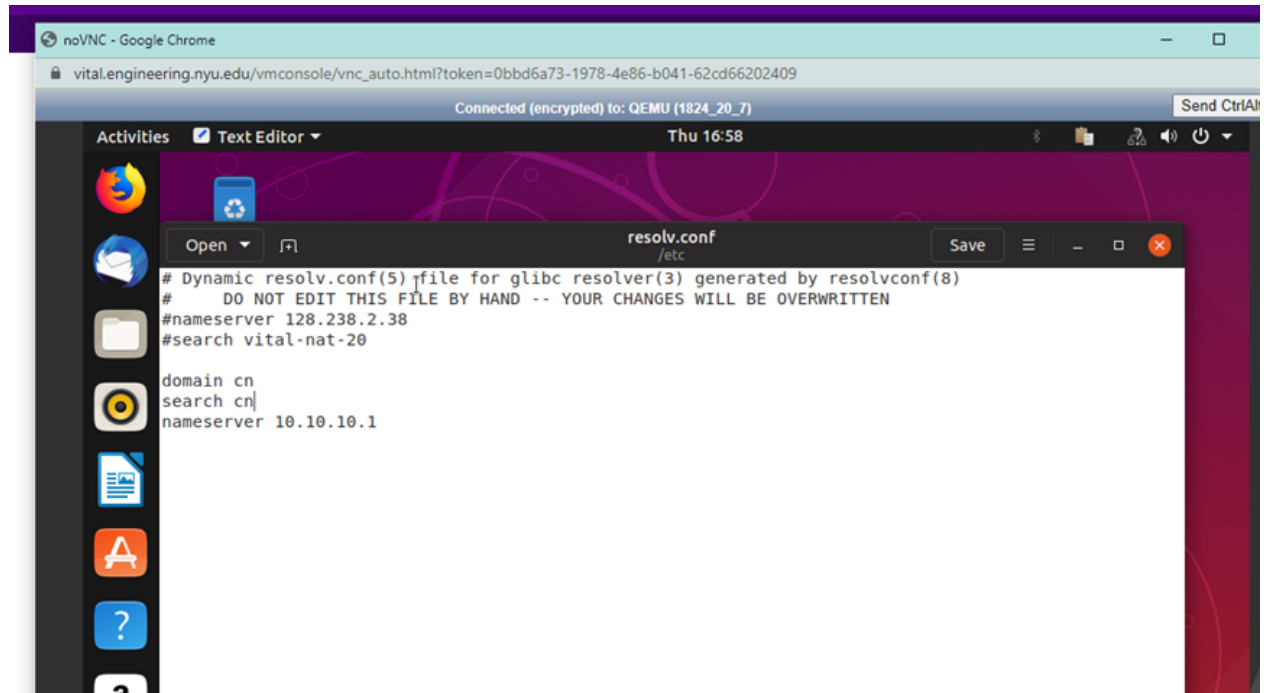 noVNC - Google Chrome
vital.engineering.nyu.edu/vmconsole/vnc_auto.html?token=0bbd6a73-1978-4e86-b041-62cd66202409
Connected (encrypted) to: QEMU (1824_20_7)
Send CtrlAl
Activities Text Editor Thu 16:58
Open resolv.conf Save
/etc
# Dynamic resolv.conf(5) file for glibc resolver(3) generated by resolvconf(8)
#     DO NOT EDIT THIS FILE BY HAND -- YOUR CHANGES WILL BE OVERWRITTEN
#nameserver 128.238.2.38
#search vital-nat-20
domain cn
search cn
nameserver 10.10.10.1